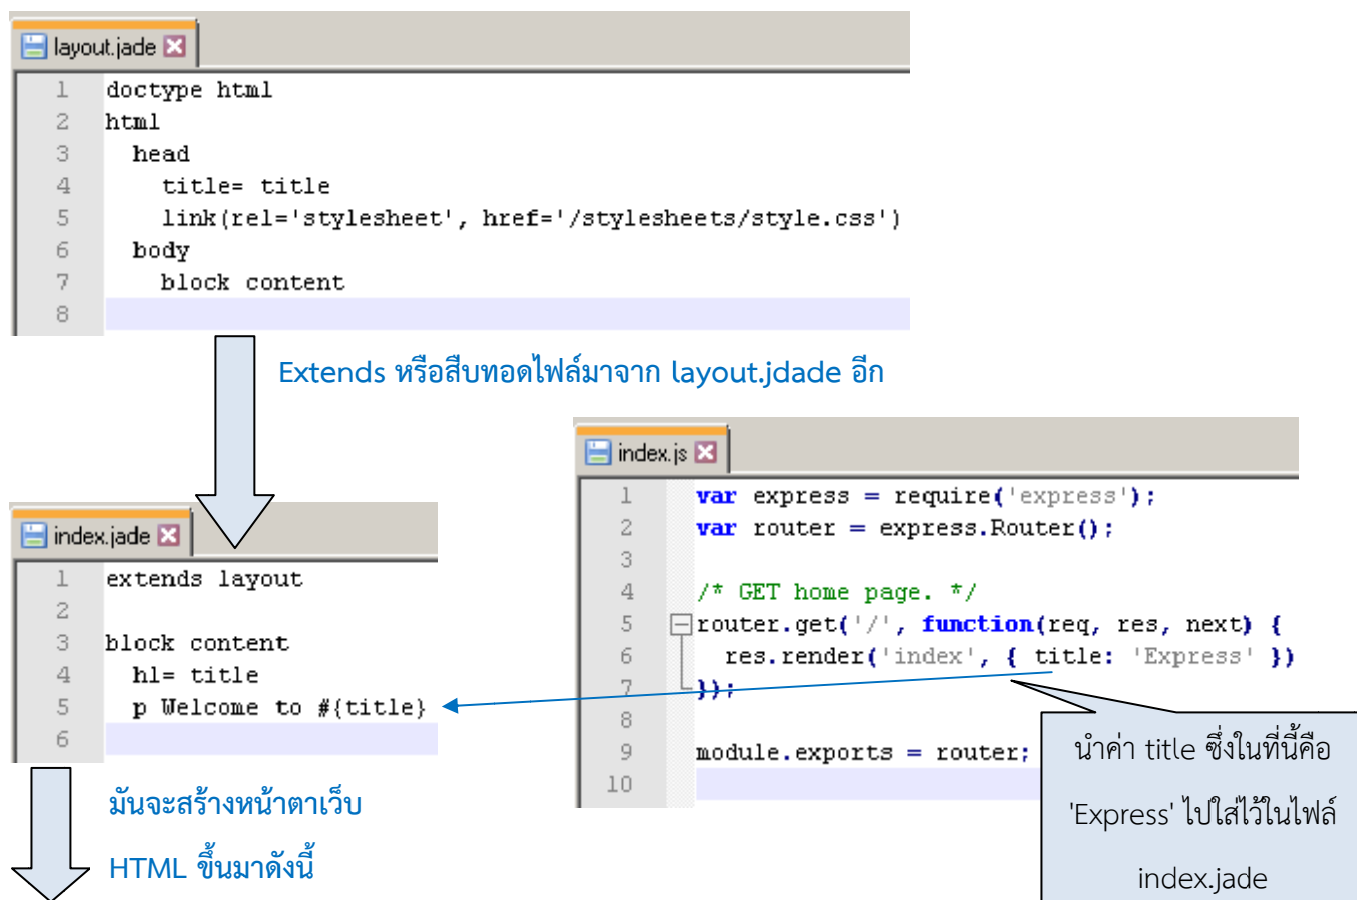 layout.jade
1 doctype html
2 html
3 head
4 title= title
5 link(rel='stylesheet', href='/stylesheets/style.css')
6 body
7 block content
8
Extends หรือสืบทอดไฟล์มาจาก layout.jdade อีก
index.js
1 var express = require('express');
2 var router = express.Router();
3
4 /* GET home page. */
5 router.get('/', function(req, res, next) {
6 res.render('index', { title: 'Express' })
7 });
8
9 module.exports = router;
10
index.jade
1 extends layout
2
3 block content
4 h1= title
5 p Welcome to #{title}
6
นำค่า title ซึ่งในที่นี้คือ
'Express' ไปใส่ไว้ในไฟล์
index.jade
มันจะสร้างหน้าตาเว็บ
HTML ขึ้นมาดังนี้